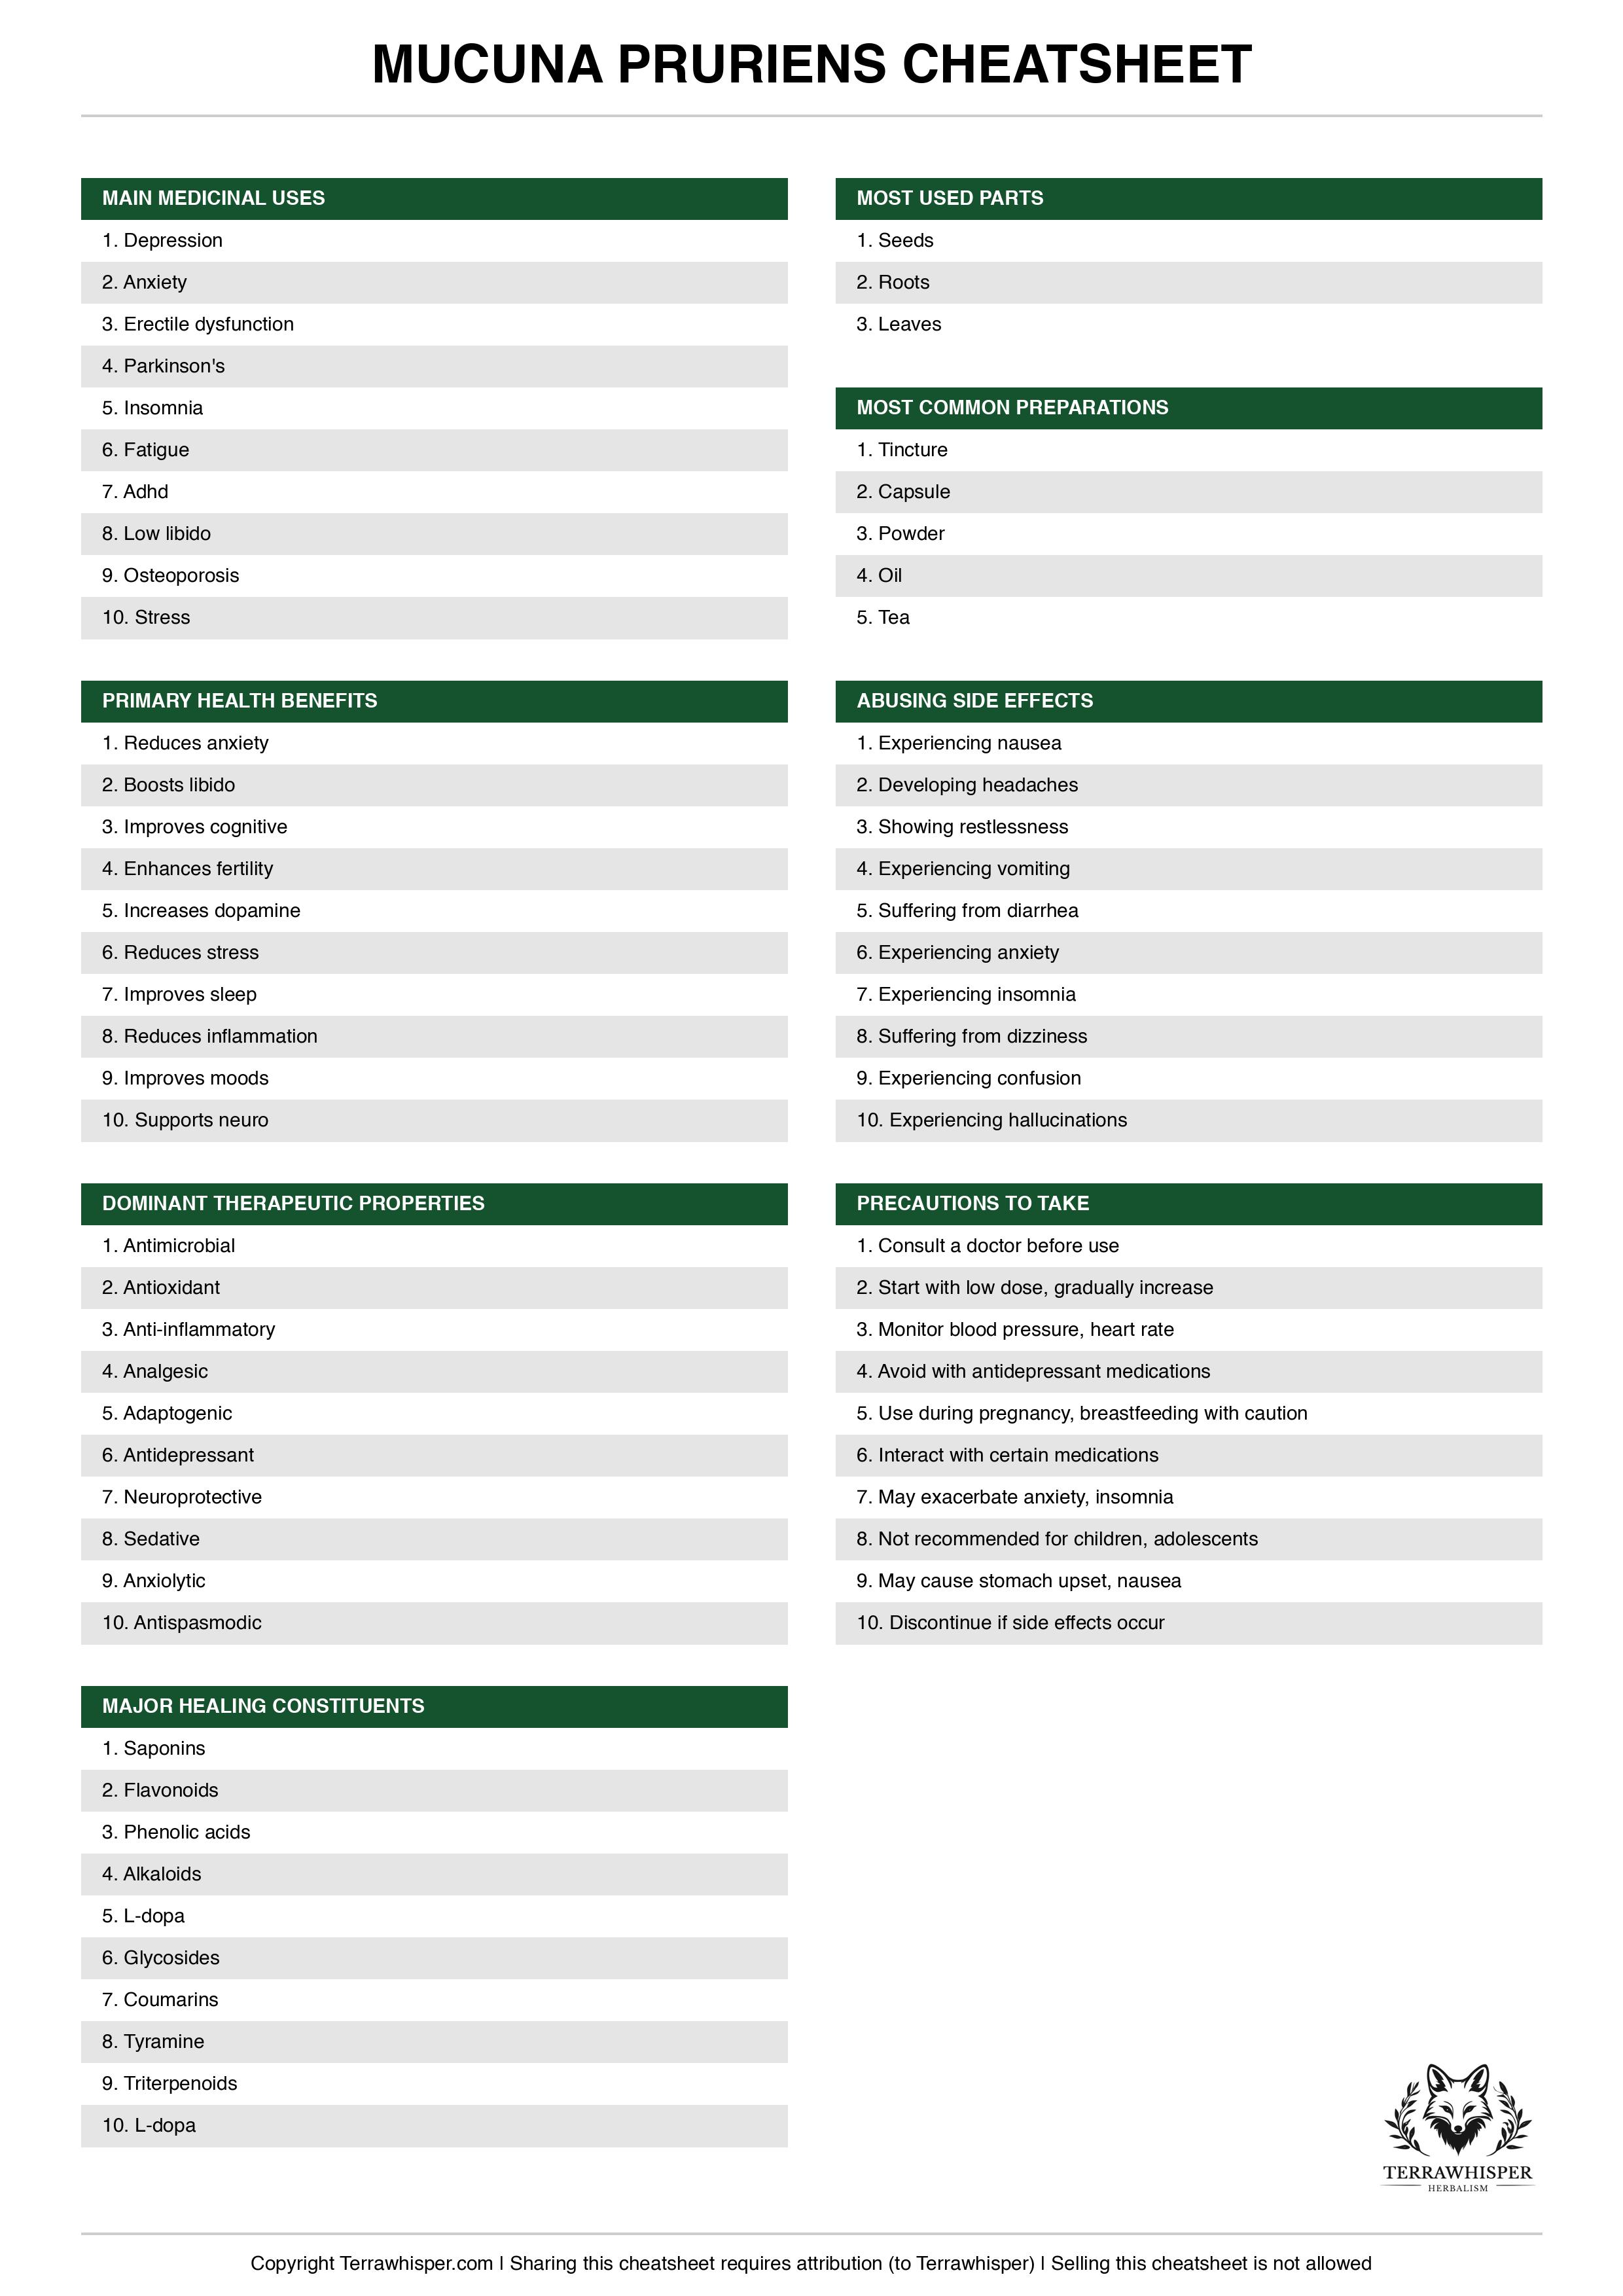 MUCUNA PRURIENS CHEATSHEET
MAIN MEDICINAL USES
1. Depression
2. Anxiety
3. Erectile dysfunction
4. Parkinson's
5. Insomnia
6. Fatigue
7. Adhd
8. Low libido
9. Osteoporosis
10. Stress
PRIMARY HEALTH BENEFITS
1. Reduces anxiety
2. Boosts libido
3. Improves cognitive
4. Enhances fertility
5. Increases dopamine
6. Reduces stress
7. Improves sleep
8. Reduces inflammation
9. Improves moods
10. Supports neuro
DOMINANT THERAPEUTIC PROPERTIES
1. Antimicrobial
2. Antioxidant
3. Anti-inflammatory
4. Analgesic
5. Adaptogenic
6. Antidepressant
7. Neuroprotective
8. Sedative
9. Anxiolytic
10. Antispasmodic
MAJOR HEALING CONSTITUENTS
1. Saponins
2. Flavonoids
3. Phenolic acids
4. Alkaloids
5. L-dopa
6. Glycosides
7. Coumarins
8. Tyramine
9. Triterpenoids
10. L-dopa
MOST USED PARTS
1. Seeds
2. Roots
3. Leaves
MOST COMMON PREPARATIONS
1. Tincture
2. Capsule
3. Powder
4. Oil
5. Tea
ABUSING SIDE EFFECTS
1. Experiencing nausea
2. Developing headaches
3. Showing restlessness
4. Experiencing vomiting
5. Suffering from diarrhea
6. Experiencing anxiety
7. Experiencing insomnia
8. Suffering from dizziness
9. Experiencing confusion
10. Experiencing hallucinations
PRECAUTIONS TO TAKE
1. Consult a doctor before use
2. Start with low dose, gradually increase
3. Monitor blood pressure, heart rate
4. Avoid with antidepressant medications
5. Use during pregnancy, breastfeeding with caution
6. Interact with certain medications
7. May exacerbate anxiety, insomnia
8. Not recommended for children, adolescents
9. May cause stomach upset, nausea
10. Discontinue if side effects occur
TERRAWHISPER
HERBALISM
Copyright Terrawhisper.com | Sharing this cheatsheet requires attribution (to Terrawhisper) | Selling this cheatsheet is not allowed